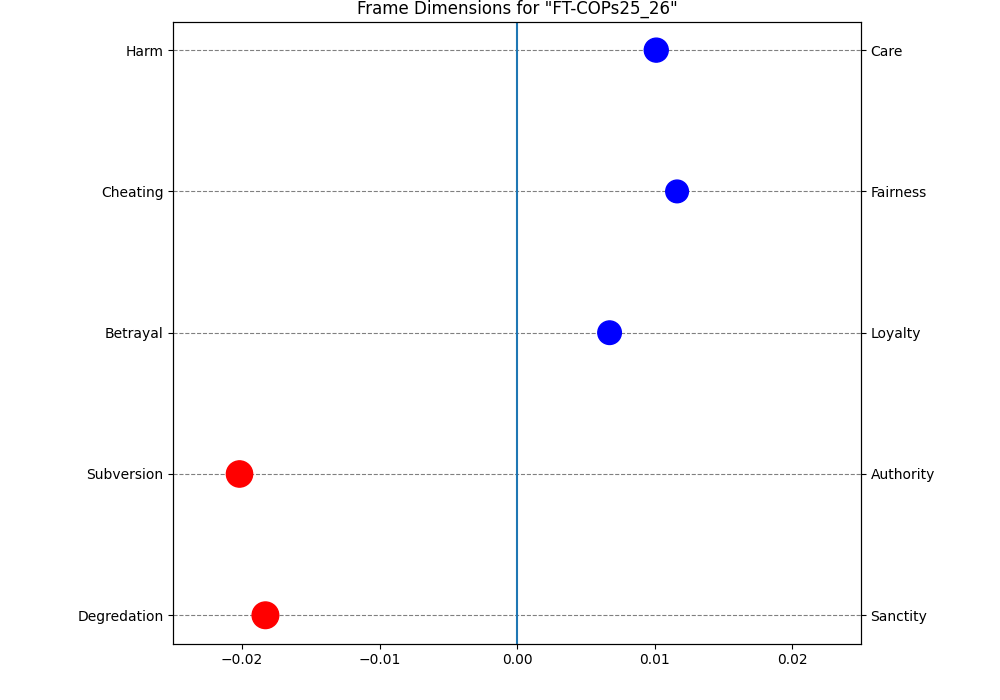 Frame Dimensions for "FT-COPs25_26"
Harm Care
Cheating Fairness
Betrayal Loyalty
Subversion Authority
Degredation Sanctity
−0.02 −0.01 0.00 0.01 0.02